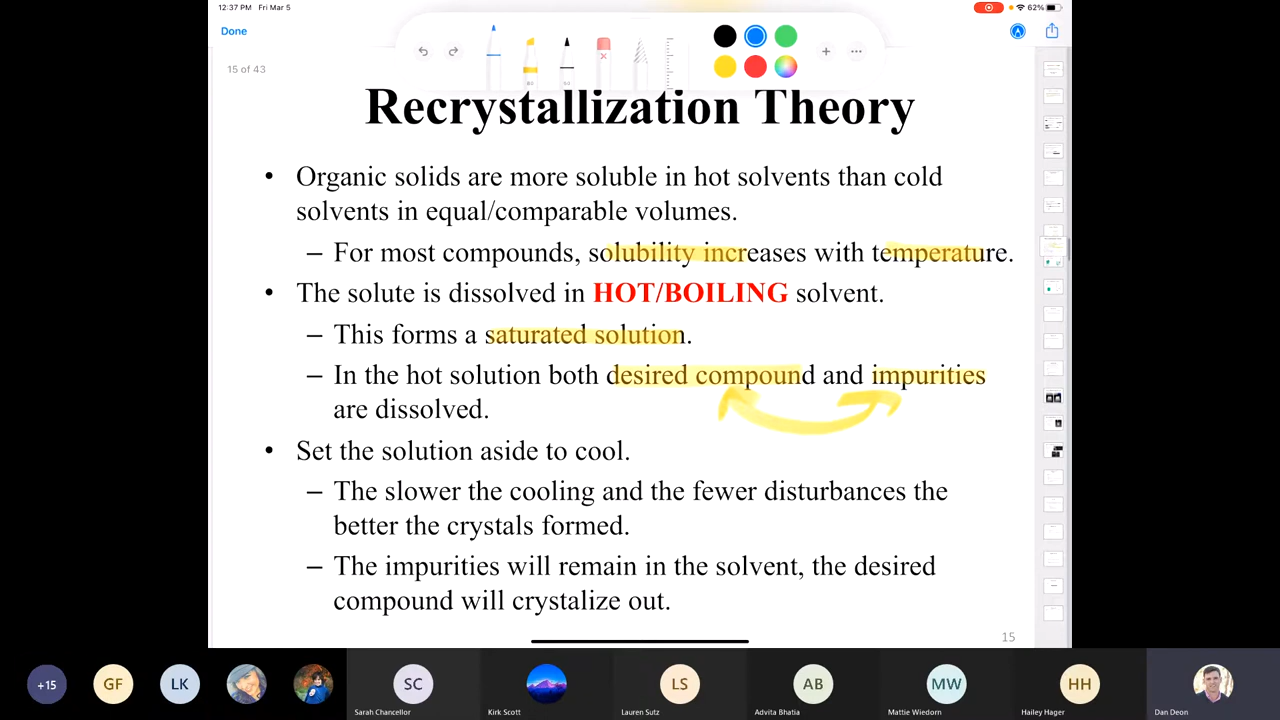 12:37 PM Fri Mar 5
62%
Done
15 of 43
Recrystallization Theory
• Organic solids are more soluble in hot solvents than cold
solvents in equal/comparable volumes.
– For most compounds, solubility increases with temperature.
• The solute is dissolved in HOT/BOILING solvent.
– This forms a saturated solution.
– In the hot solution both desired compound and impurities
are dissolved.
• Set the solution aside to cool.
– The slower the cooling and the fewer disturbances the
better the crystals formed.
– The impurities will remain in the solvent, the desired
compound will crystalize out.
15
+15 GF LK SC LS AB MW HH
Sarah Chancellor Kirk Scott Lauren Sutz Advita Bhatia Mattie Wiedorn Hailey Hager Dan Deon